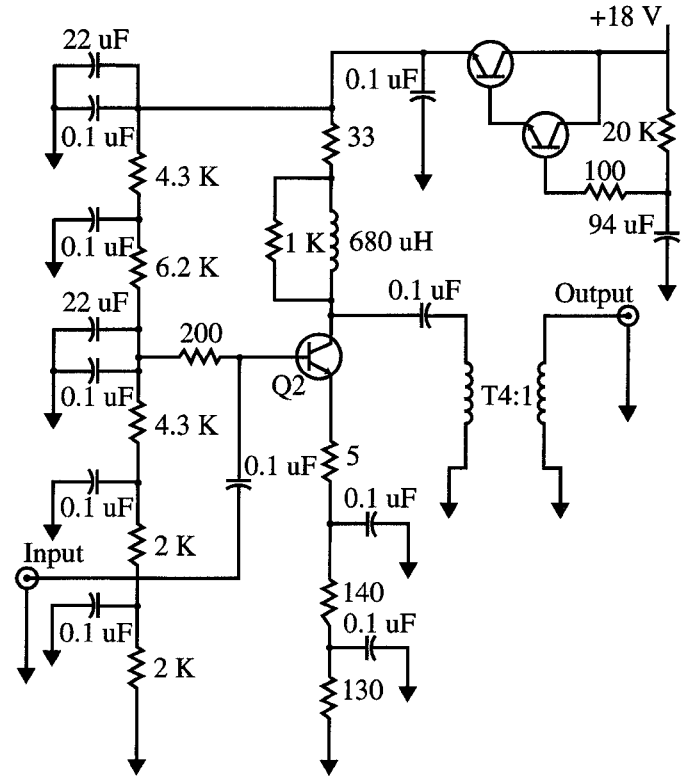 +18 V
22 uF
0.1 uF
0.1 uF
33
20 K
4.3 K
100
94 uF
0.1 uF
1 K
680 uH
6.2 K
0.1 uF
Output
22 uF
200
Q2
T4:1
0.1 uF
4.3 K
0.1 uF
5
0.1 uF
0.1 uF
Input
2 K
140
0.1 uF
0.1 uF
2 K
130